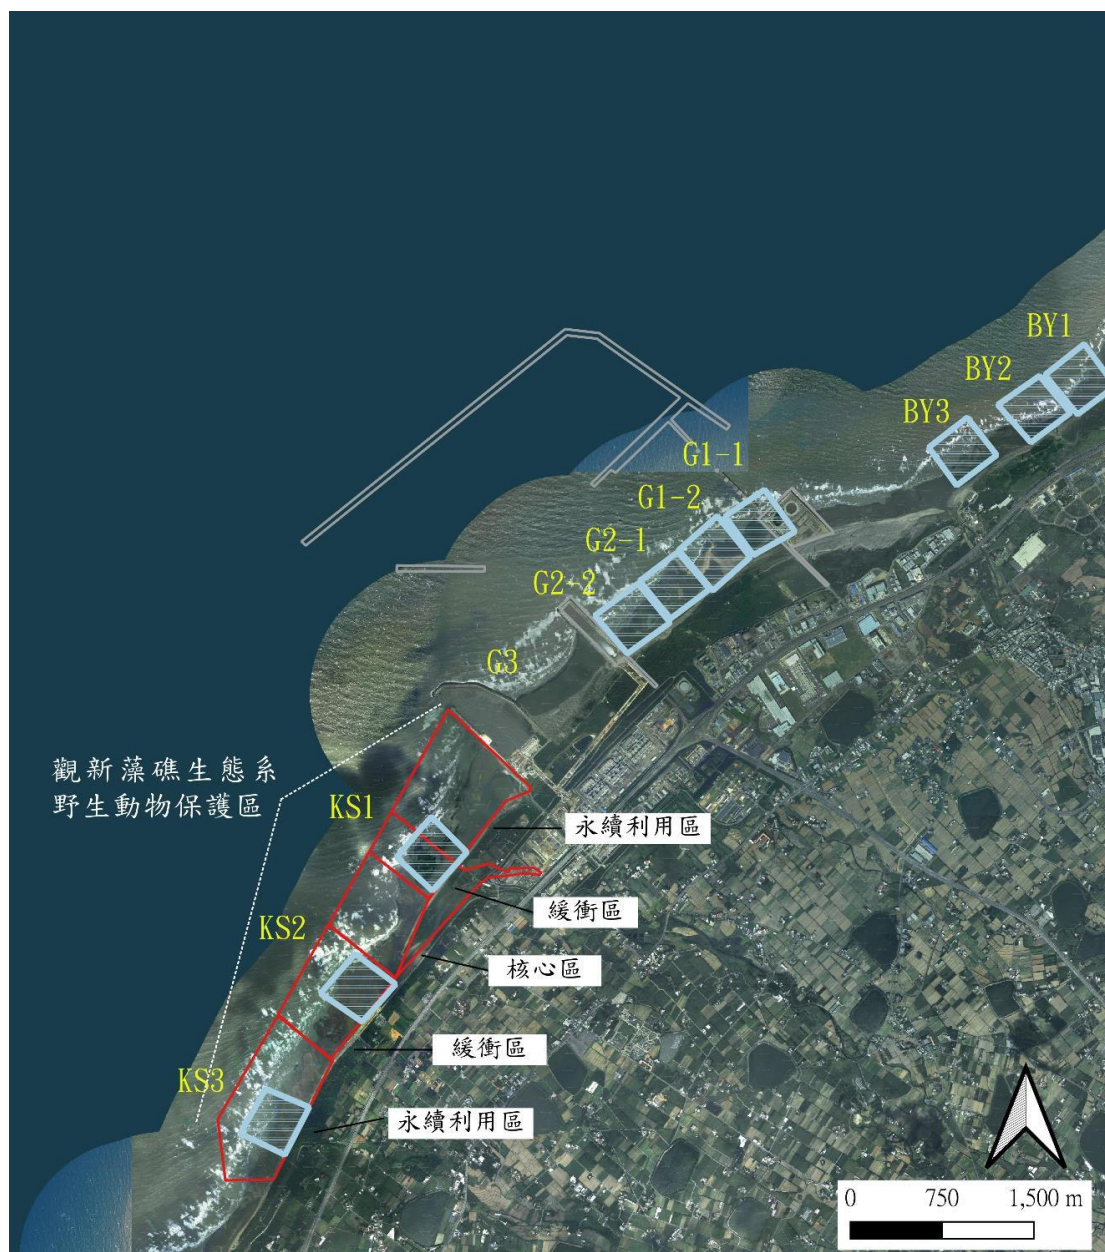 BY1
BY2
BY3
G1-1
G1-2
G2-1
G2-2
G3
觀新藻礁生態系
野生動物保護區
KS1
永續利用區
緩衝區
KS2
核心區
緩衝區
KS3
永續利用區
0 750 1,500 m